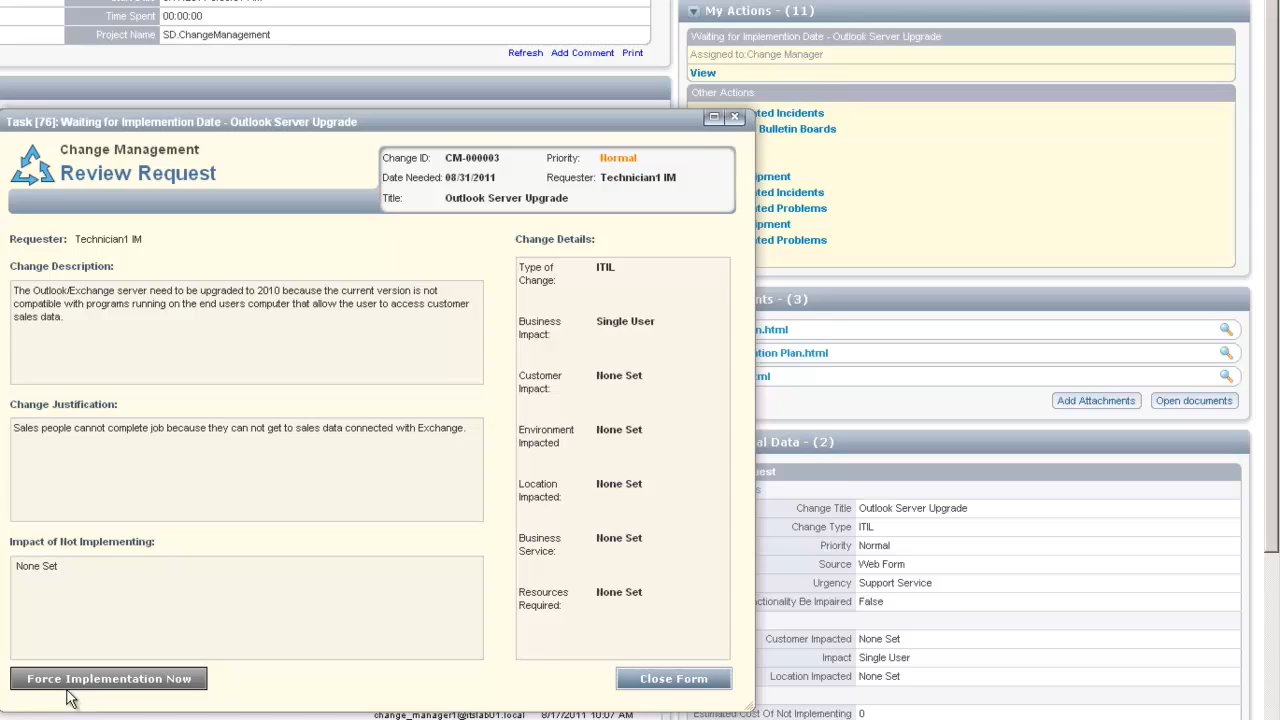 Time Spent 00:00:00
Project Name SD.ChangeManagement
Refresh Add Comment Print
My Actions - (11)
Waiting for Implemention Date - Outlook Server Upgrade
Assigned to:Change Manager
View
Other Actions
ted Incidents
Bulletin Boards
ipment
ted Incidents
ted Problems
ipment
ted Problems
Task [76]: Waiting for Implemention Date - Outlook Server Upgrade
Change Management
Review Request
Change ID: CM-000003 Priority: Normal
Date Needed: 08/31/2011 Requester: Technician1 IM
Title: Outlook Server Upgrade
Requester: Technician1 IM
Change Description:
The Outlook/Exchange server need to be upgraded to 2010 because the current version is not
compatible with programs running on the end users computer that allow the user to access customer
sales data.
Change Justification:
Sales people cannot complete job because they can not get to sales data connected with Exchange.
Impact of Not Implementing:
None Set
Force Implementation Now
Change Details:
Type of
Change: ITIL
Business
Impact: Single User
Customer
Impact: None Set
Environment
Impacted None Set
Location
Impacted: None Set
Business
Service: None Set
Resources
Required: None Set
Close Form
nts - (3)
n.html
tion Plan.html
ml
Add Attachments Open documents
al Data - (2)
est
s
Change Title Outlook Server Upgrade
Change Type ITIL
Priority Normal
Source Web Form
Urgency Support Service
ctionality Be Impaired False
Customer Impacted None Set
Impact Single User
Location Impacted None Set
Estimated Cost Of Not Implementing 0
change_manager1@itslab01.local 8/17/2011 10:07 AM